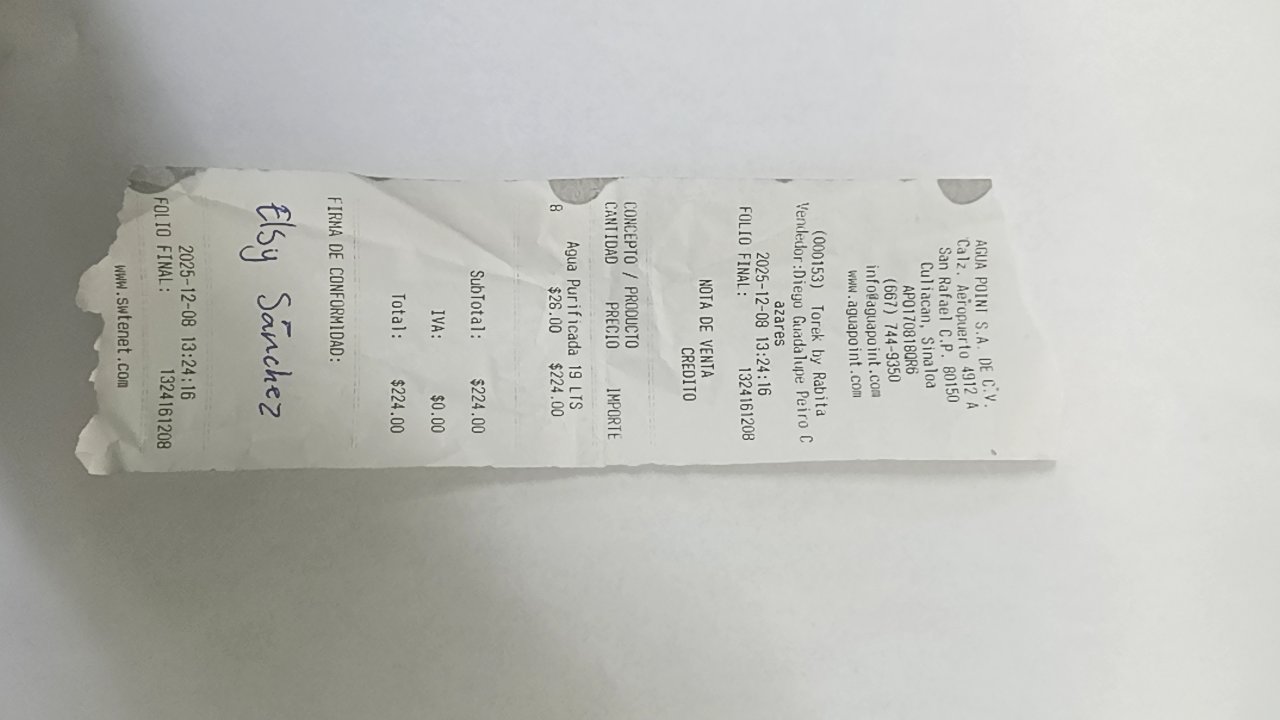 AGUA POINT S.A. DE C.V.
Calz. Aeropuerto 4912 A
San Rafael C.P. 80150
Culiacan, Sinaloa
APO170818QR6
(667) 744-9350
info@aguapoint.com
www.aguapoint.com
(000153) Torek by Rabita
Vendedor:Diego Guadalupe Peiro C
azares
2025-12-08 13:24:16
FOLIO FINAL: 1324161208
NOTA DE VENTA
CREDITO
CONCEPTO / PRODUCTO
CANTIDAD PRECIO IMPORTE
Agua Purificada 19 LTS
8 $28.00 $224.00
SubTotal: $224.00
IVA: $0.00
Total: $224.00
FIRMA DE CONFORMIDAD:
Elsy Sánchez
2025-12-08 13:24:16
FOLIO FINAL: 1324161208
www.swtenet.com